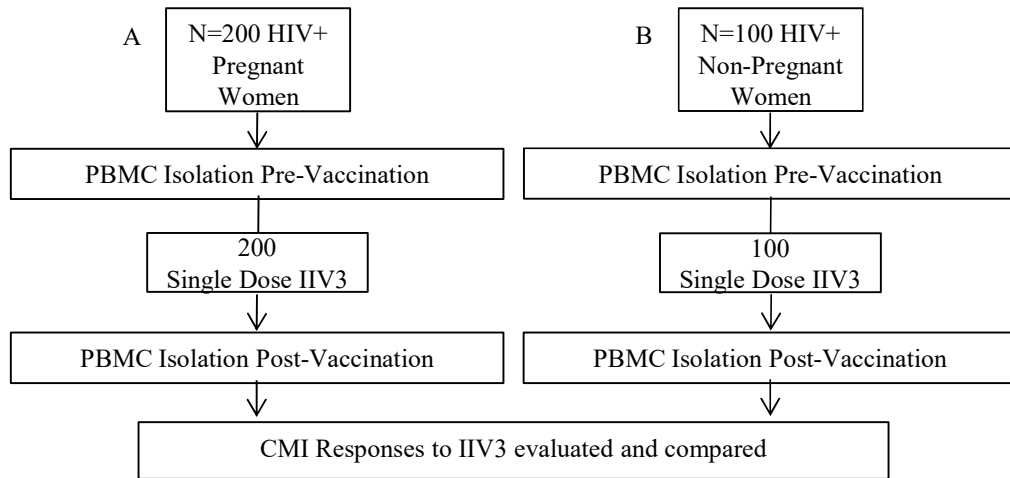 A
N=200 HIV+
Pregnant
Women
PBMC Isolation Pre-Vaccination
200
Single Dose IIV3
PBMC Isolation Post-Vaccination
B
N=100 HIV+
Non-Pregnant
Women
PBMC Isolation Pre-Vaccination
100
Single Dose IIV3
PBMC Isolation Post-Vaccination
CMI Responses to IIV3 evaluated and compared